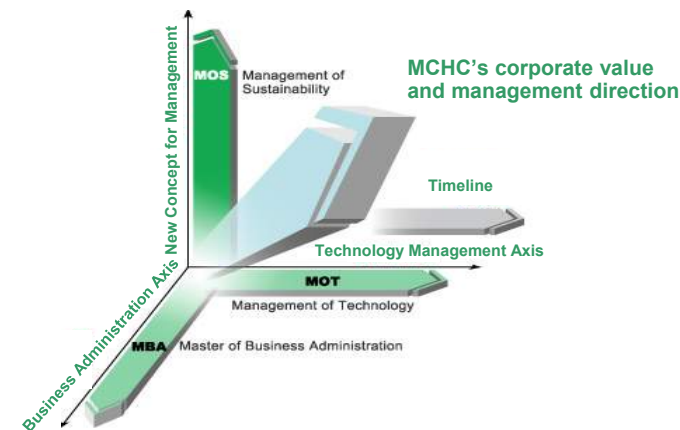 New Concept for Management
MOS
Management of
Sustainability
MCHC's corporate value
and management direction
Timeline
Technology Management Axis
MOT
Management of Technology
Business Administration Axis
MBA
Master of Business Administration